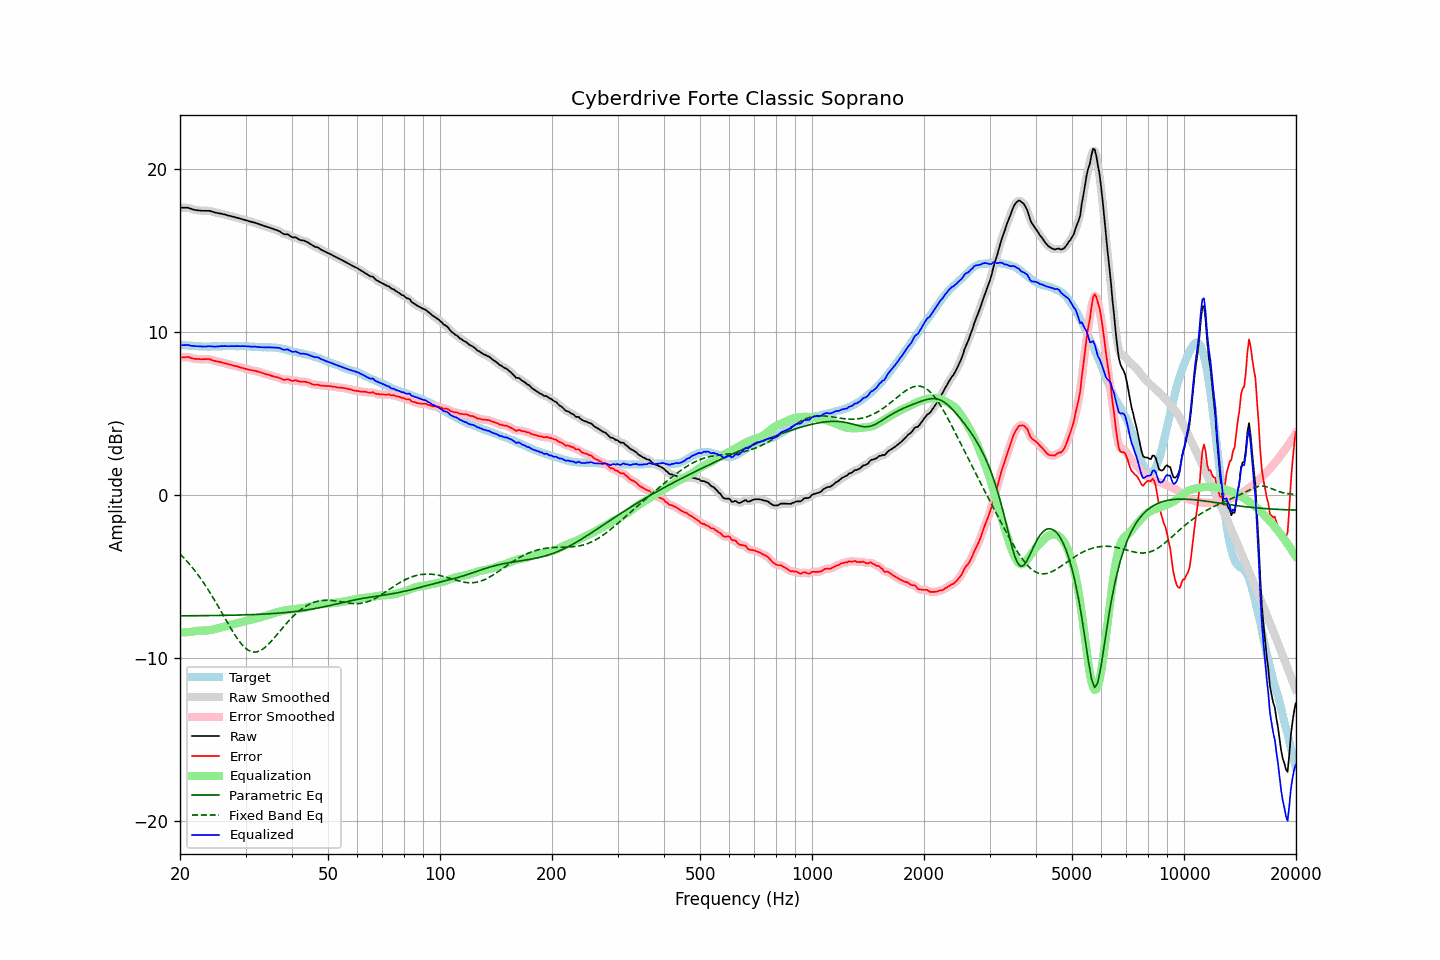 Cyberdrive Forte Classic Soprano
Amplitude (dBr)
20
10
0
−10
−20
Target
Raw Smoothed
Error Smoothed
Raw
Error
Equalization
Parametric Eq
Fixed Band Eq
Equalized
20 50 100 200 500 1000 2000 5000 10000 20000
Frequency (Hz)